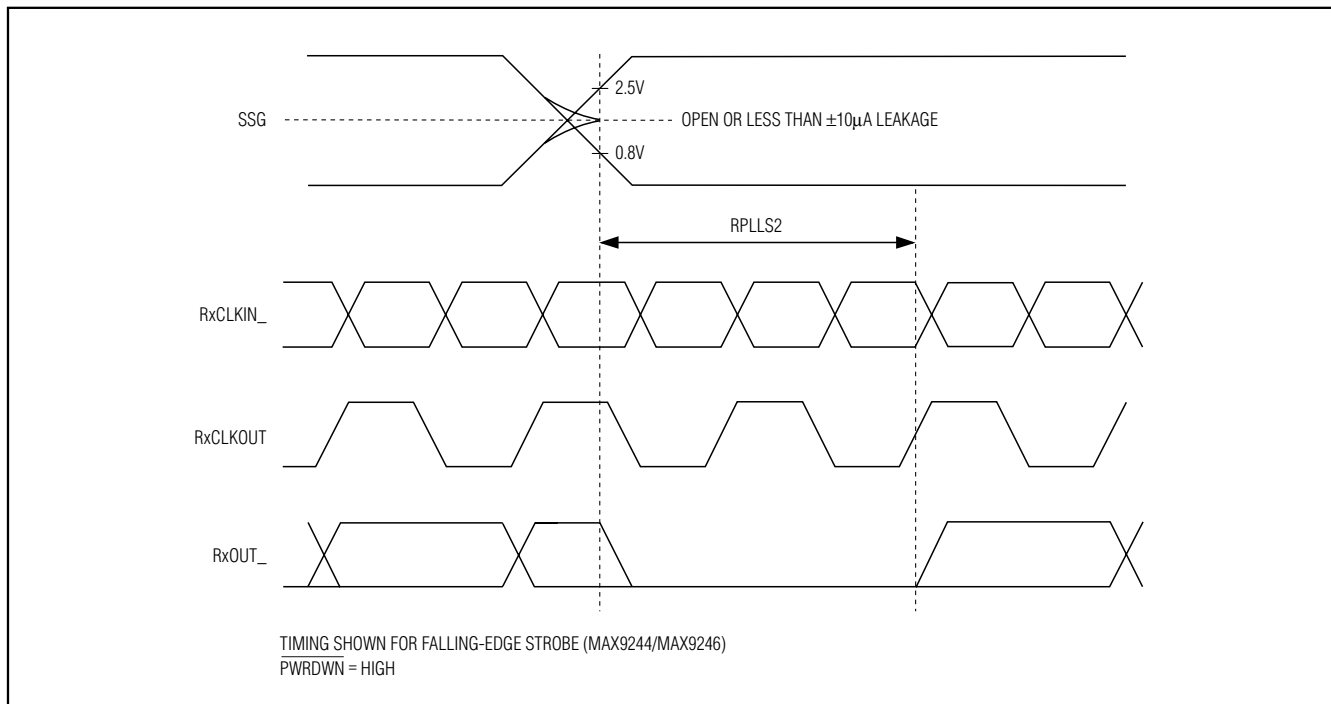 2.5V
SSG
OPEN OR LESS THAN ±10µA LEAKAGE
0.8V
RPLLS2
RxCLKIN_
RxCLKOUT
RxOUT_
TIMING SHOWN FOR FALLING-EDGE STROBE (MAX9244/MAX9246)
P̅W̅R̅D̅W̅N̅ = HIGH